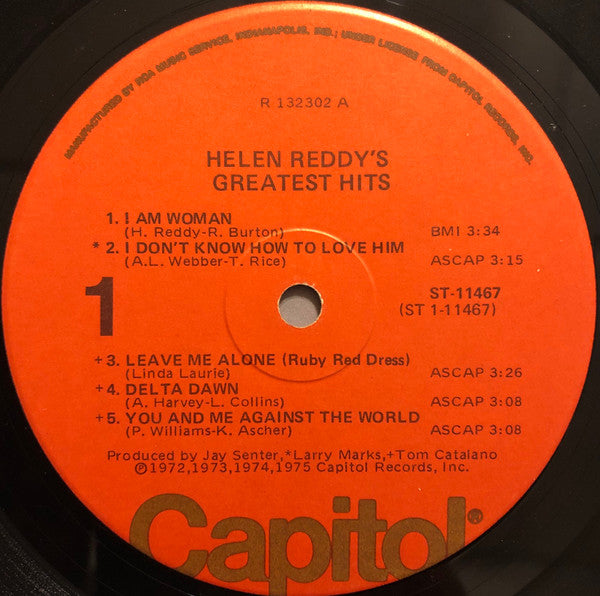 MANUFACTURED BY RCA MUSIC SERVICE, INDIANAPOLIS, IND.; UNDER LICENSE FROM CAPITOL RECORDS, INC.
R 132302 A
HELEN REDDY'S
GREATEST HITS
1. I AM WOMAN
(H. Reddy-R. Burton) BMI 3:34
*2. I DON'T KNOW HOW TO LOVE HIM
(A.L. Webber-T. Rice) ASCAP 3:15
1
ST-11467
(ST 1-11467)
+3. LEAVE ME ALONE (Ruby Red Dress)
(Linda Laurie) ASCAP 3:26
+4. DELTA DAWN
(A. Harvey-L. Collins) ASCAP 3:08
+5. YOU AND ME AGAINST THE WORLD
(P. Williams-K. Ascher) ASCAP 3:08
Produced by Jay Senter,*Larry Marks,+Tom Catalano
℗1972,1973,1974,1975 Capitol Records, Inc.
Capitol®